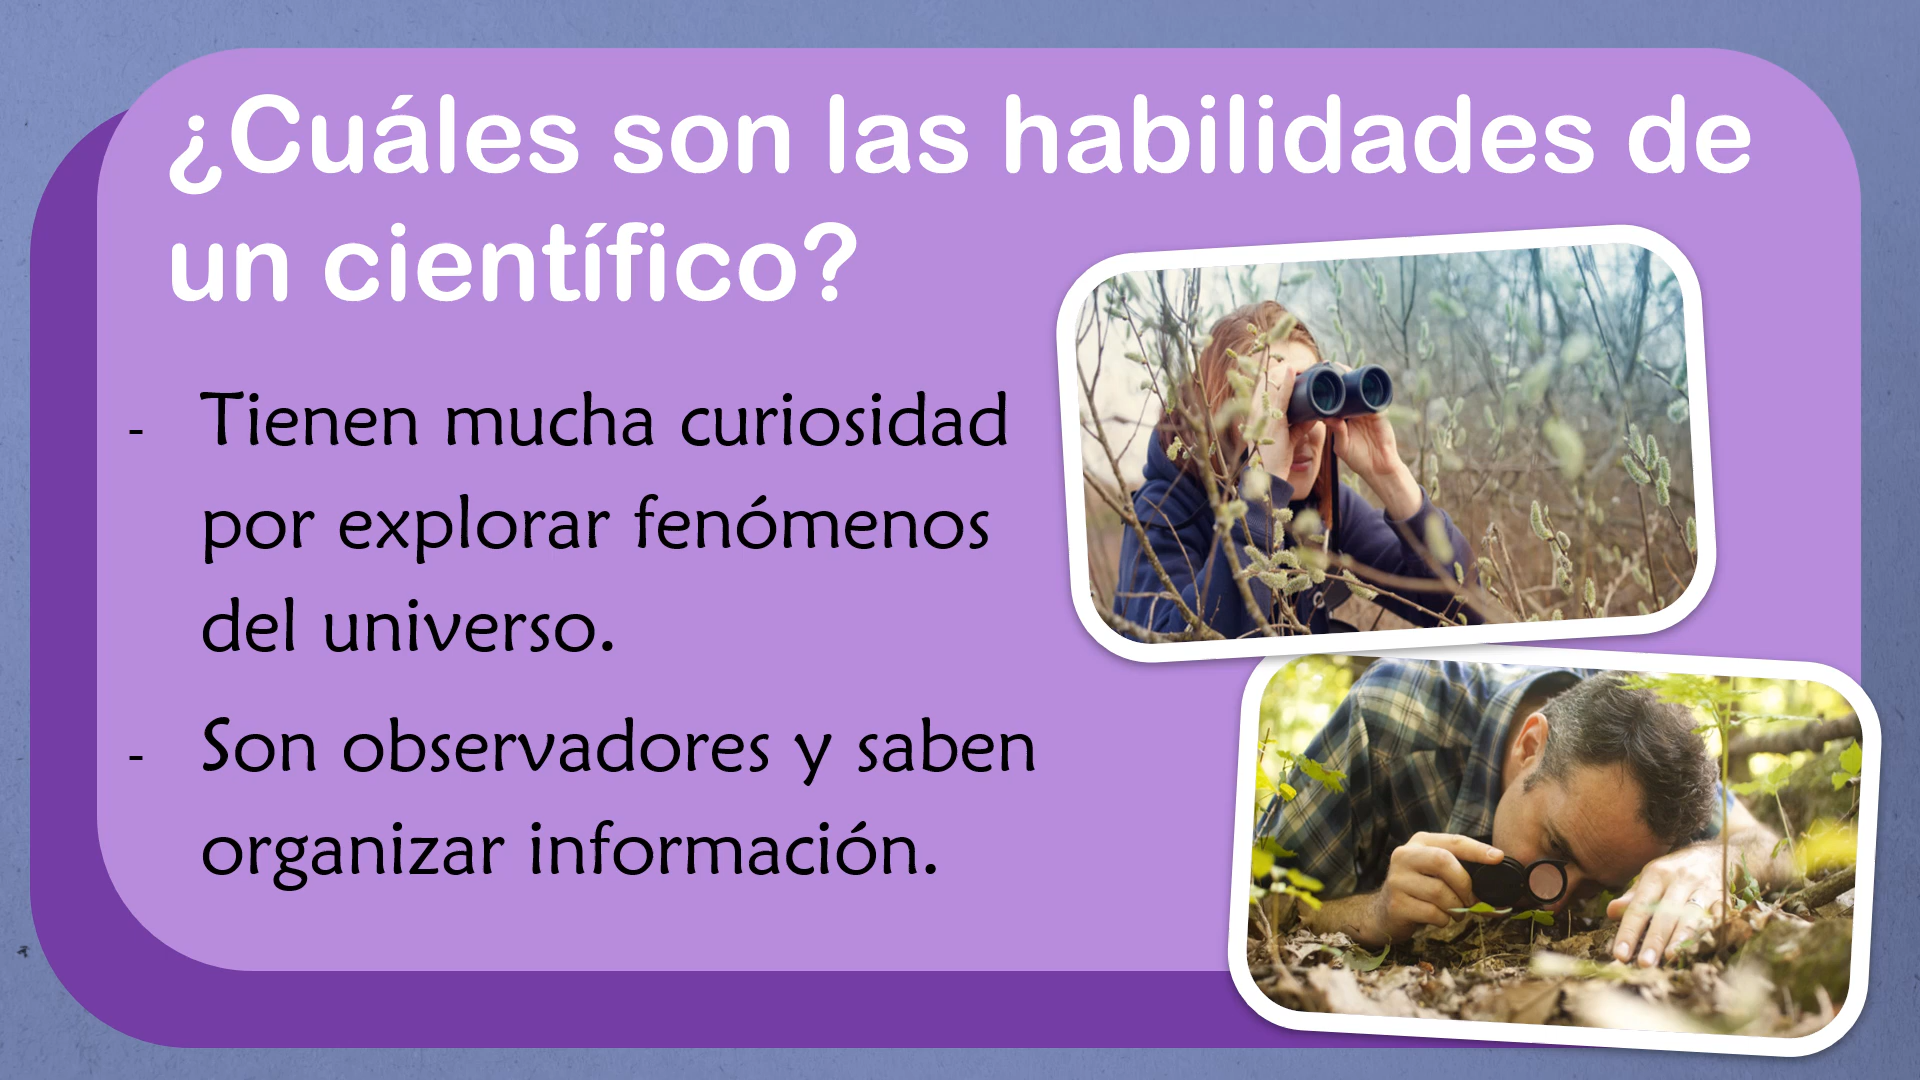 ¿Cuáles son las habilidades de
un científico?
- Tienen mucha curiosidad
por explorar fenómenos
del universo.
- Son observadores y saben
organizar información.